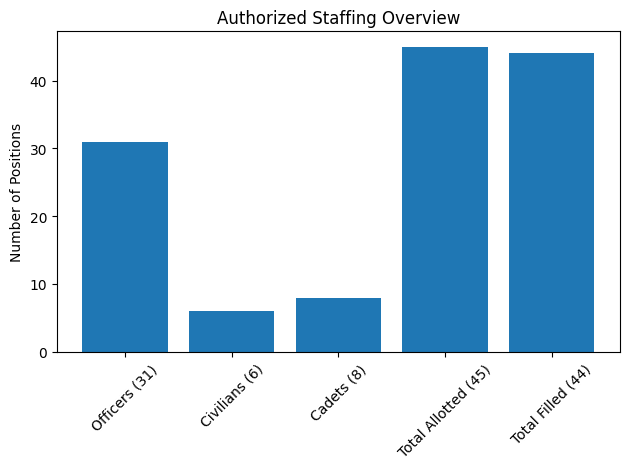 Authorized Staffing Overview
Number of Positions
40
30
20
10
0
Officers (31)
Civilians (6)
Cadets (8)
Total Allotted (45)
Total Filled (44)